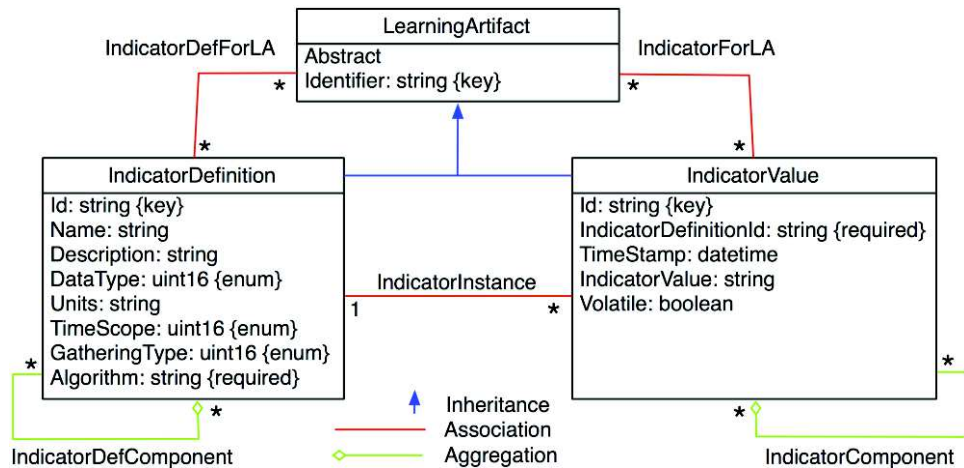 LearningArtifact
Abstract
Identifier: string {key}
IndicatorDefForLA
*
*
IndicatorForLA
*
*
IndicatorDefinition
Id: string {key}
Name: string
Description: string
DataType: uint16 {enum}
Units: string
TimeScope: uint16 {enum}
GatheringType: uint16 {enum}
Algorithm: string {required}
IndicatorInstance
1
*
IndicatorValue
Id: string {key}
IndicatorDefinitionId: string {required}
TimeStamp: datetime
IndicatorValue: string
Volatile: boolean
*
*
IndicatorDefComponent
Inheritance
Association
Aggregation
*
*
IndicatorComponent